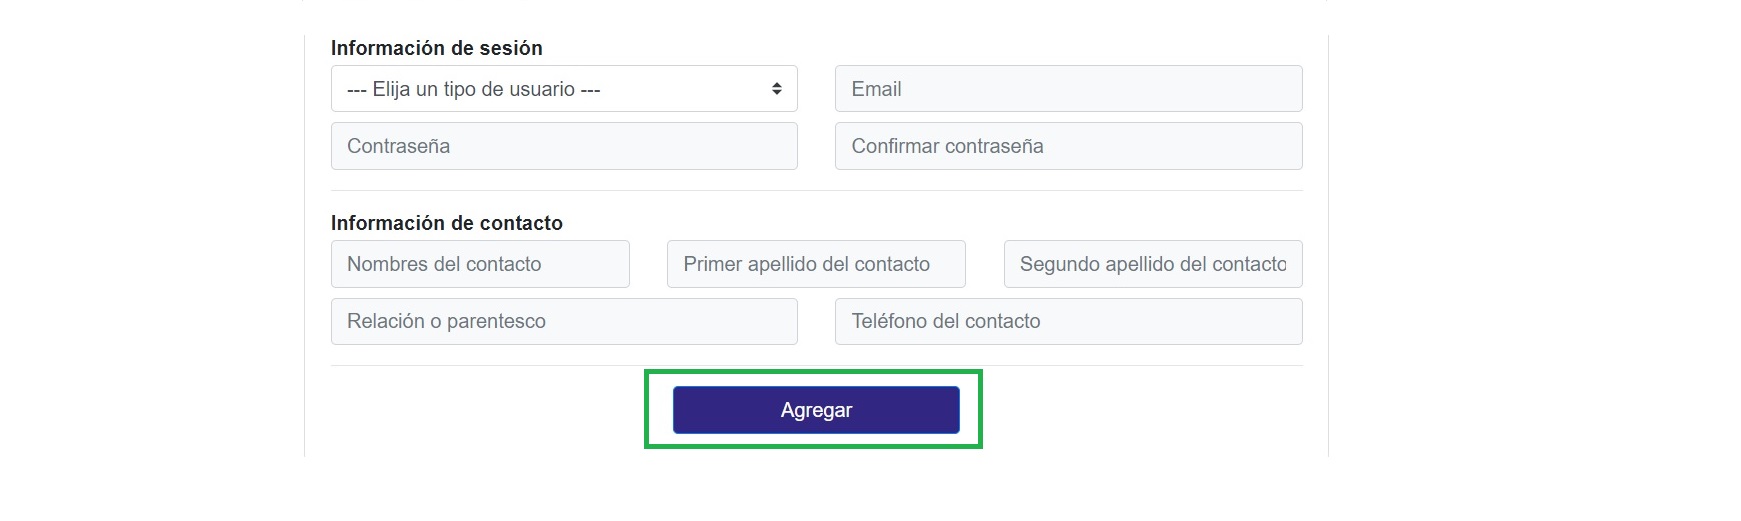 Información de sesión
--- Elija un tipo de usuario ---
Email
Contraseña
Confirmar contraseña
Información de contacto
Nombres del contacto
Primer apellido del contacto
Segundo apellido del contacto
Relación o parentesco
Teléfono del contacto
Agregar